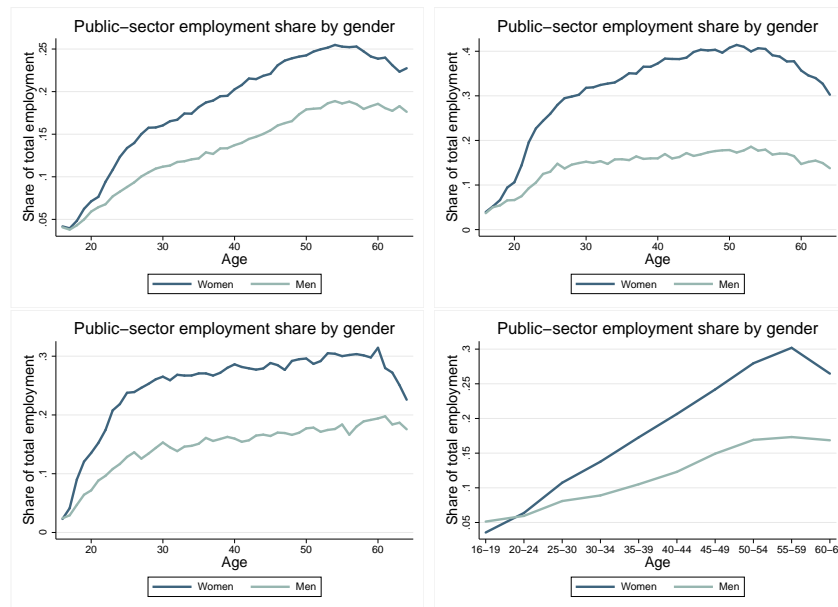 Public−sector employment share by gender
Share of total employment
.05 .1 .15 .2 .25
20 40 60
Age
Women Men
Public−sector employment share by gender
Share of total employment
0 .1 .2 .3 .4
20 30 40 50 60
Age
Women Men
Public−sector employment share by gender
Share of total employment
0 .1 .2 .3
20 40 60
Age
Women Men
Public−sector employment share by gender
Share of total employment
.05 .1 .15 .2 .25 .3
16−19 20−24 25−30 30−34 35−39 40−44 45−49 50−54 55−59 60−6
Age
Women Men